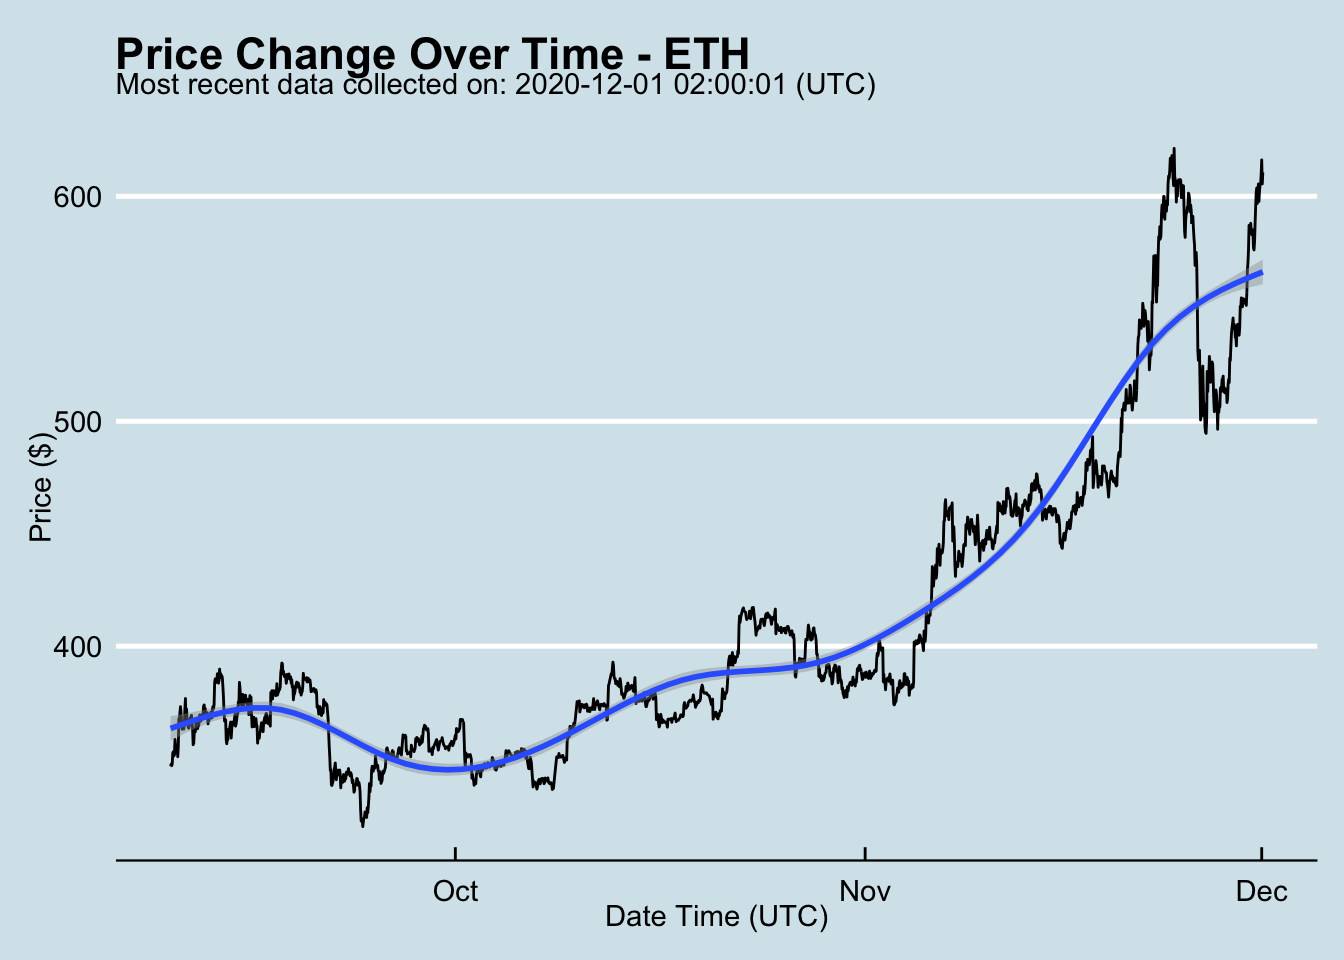 Price Change Over Time - ETH
Most recent data collected on: 2020-12-01 02:00:01 (UTC)
600
500
400
Price ($)
Oct
Nov
Dec
Date Time (UTC)